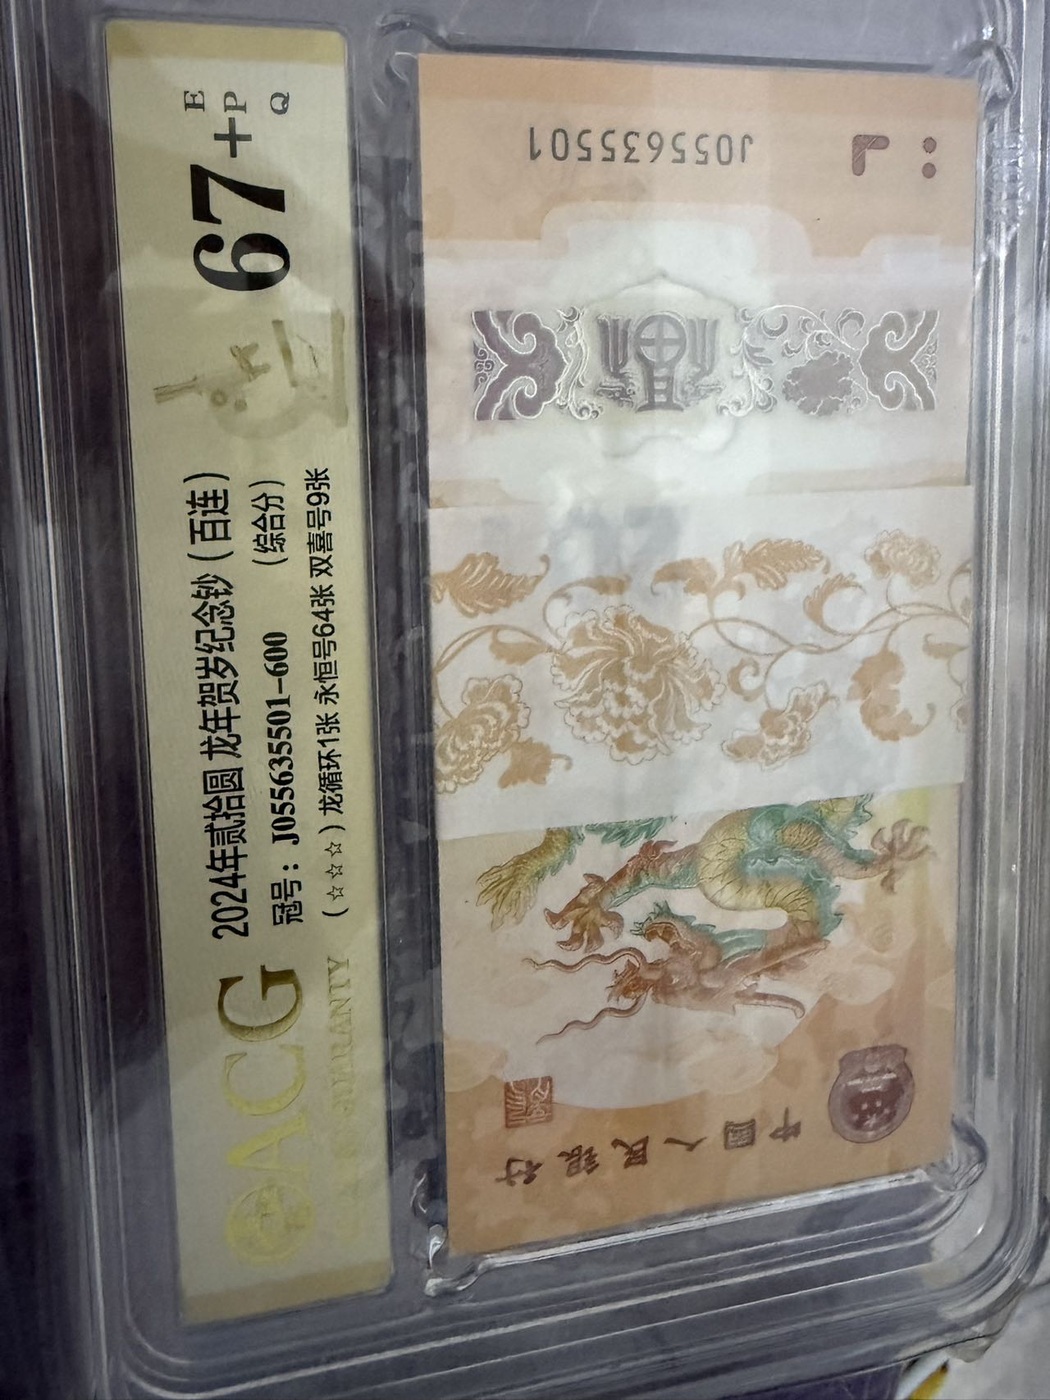 ACG
2024年贰拾圆 龙年贺岁纪念钞（百连）
冠号：J055635501-600 （综合分）
（☆☆☆）龙循环1张 永恒号64张 双喜号9张
67+
E
P
Q
中国人民银行
J055635501